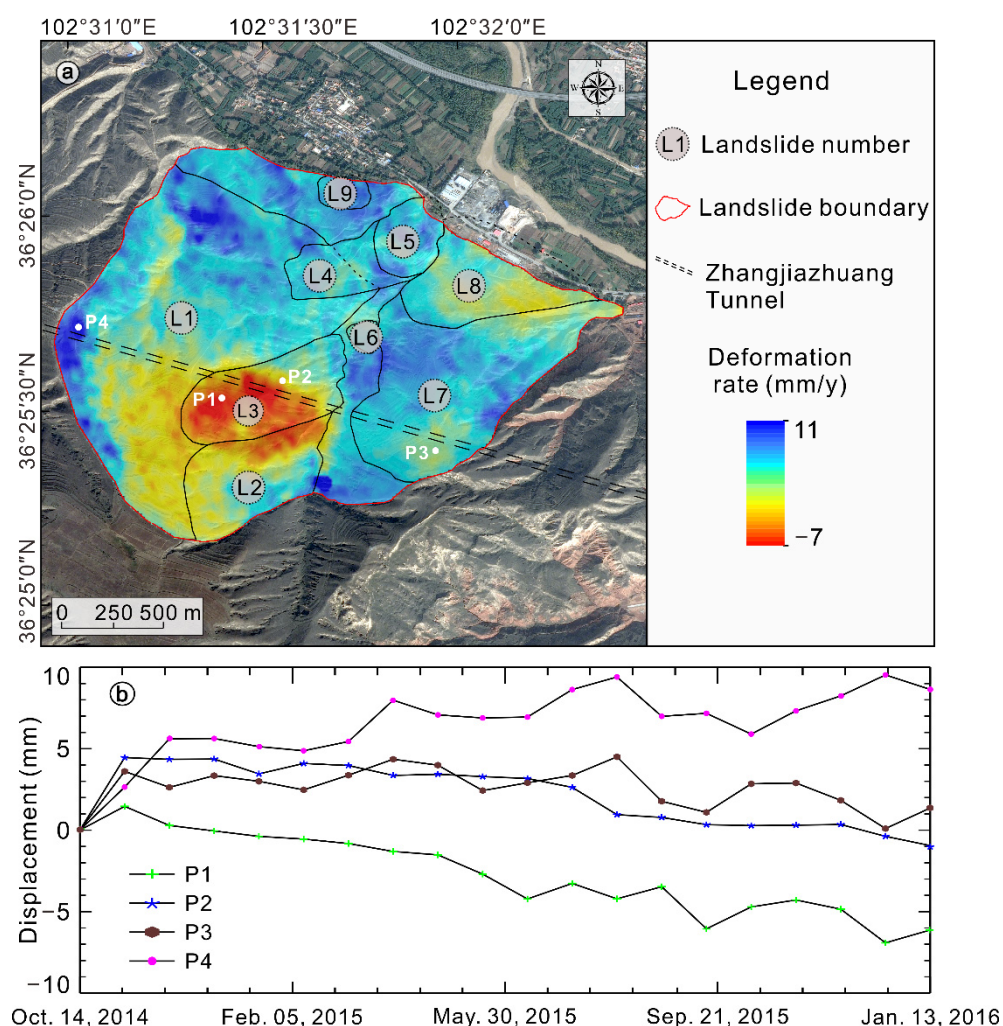 102°31′0″E 102°31′30″E 102°32′0″E
a
N
W E
S
36°26′0″N
36°25′30″N
36°25′0″N
L9
L5
L4
L8
L1
P4
L6
P2
P1
L3
L7
P3
L2
0 250 500 m
Legend
L1 Landslide number
Landslide boundary
Zhangjiazhuang
Tunnel
Deformation
rate (mm/y)
11
−7
b
Displacement (mm)
10
5
0
−5
−10
P1
P2
P3
P4
Oct. 14, 2014 Feb. 05, 2015 May. 30, 2015 Sep. 21, 2015 Jan. 13, 2016